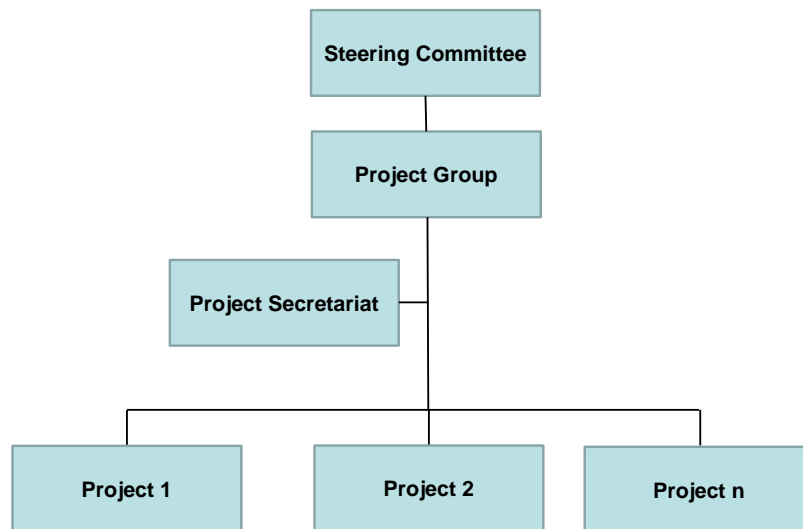 Steering Committee
Project Group
Project Secretariat
Project 1
Project 2
Project n